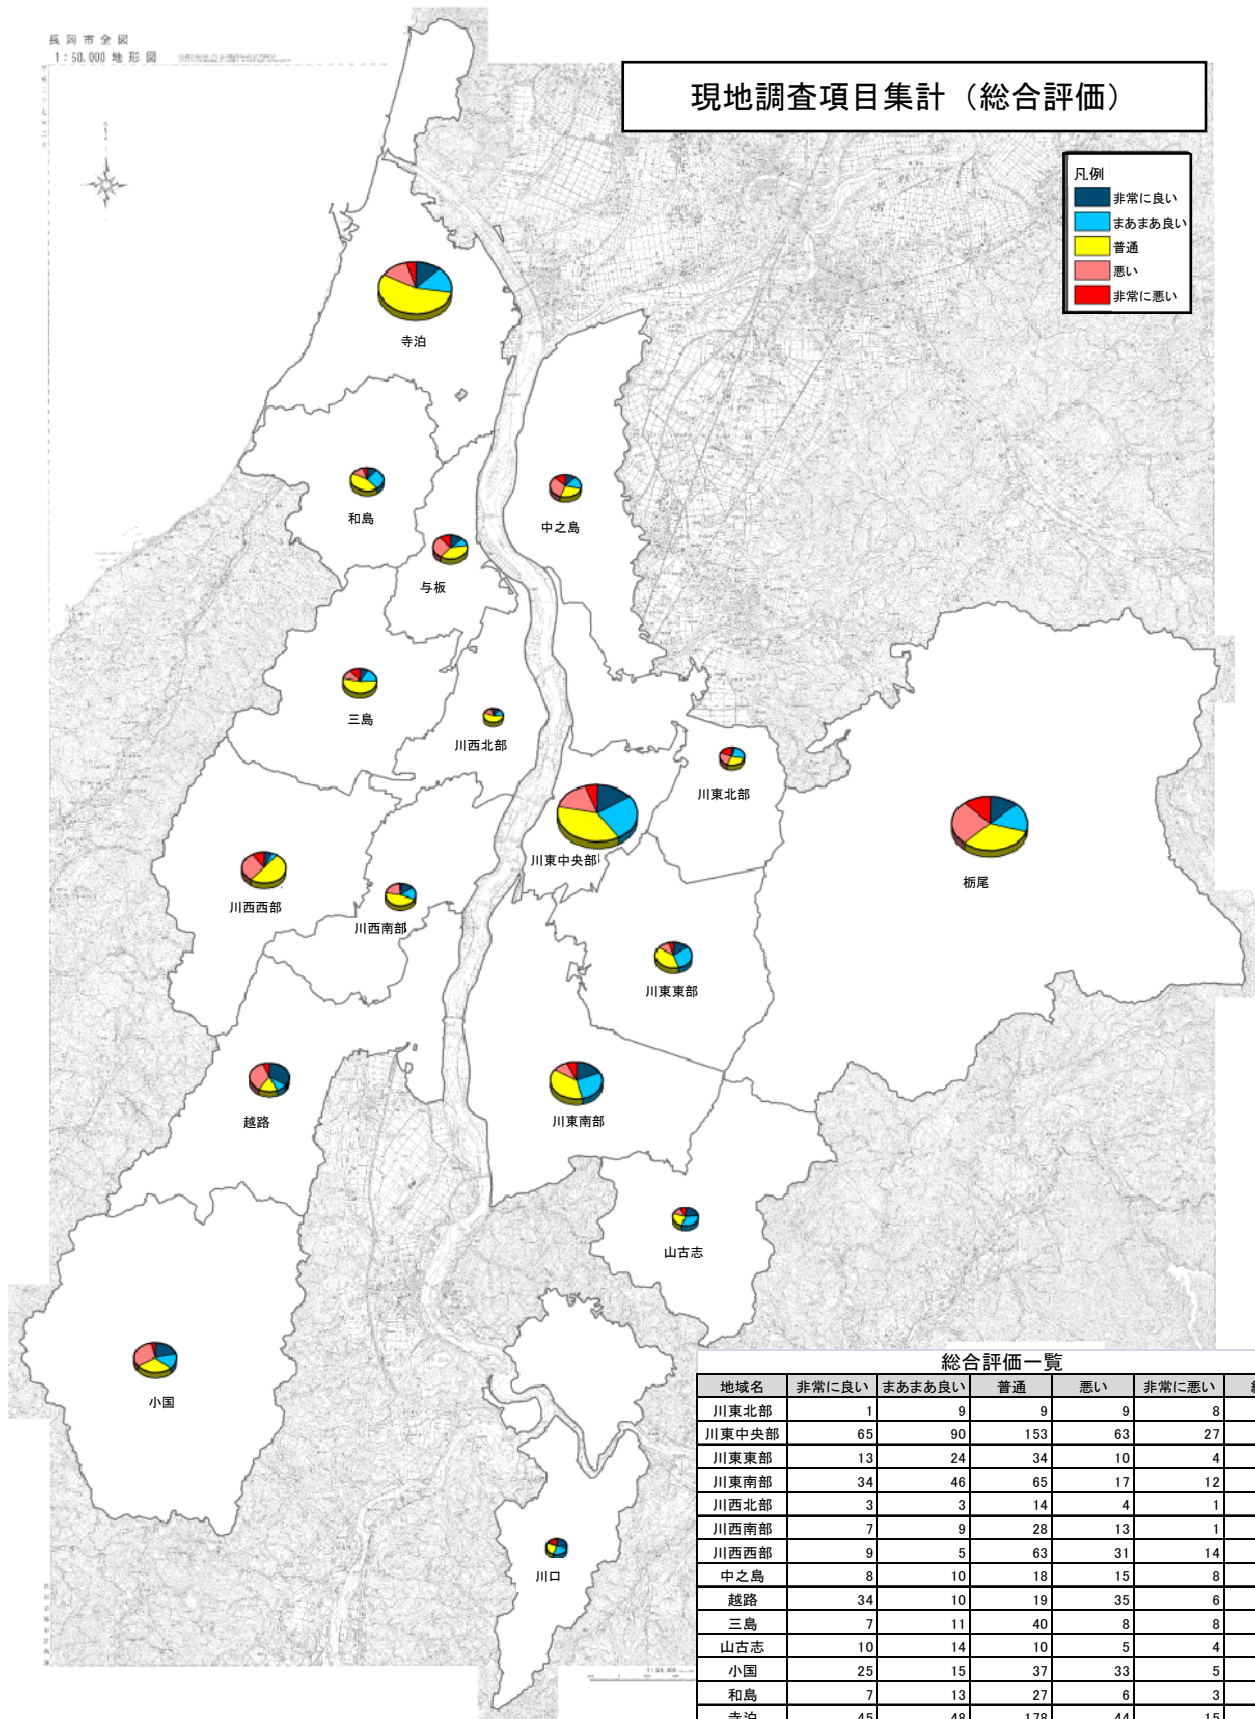 長岡市全図
1:50,000 地形図
現地調査項目集計（総合評価）
凡例
非常に良い
まあまあ良い
普通
悪い
非常に悪い
寺泊
和島
中之島
与板
三島
川西北部
川東北部
川東中央部
栃尾
川西西部
川西南部
川東東部
越路
川東南部
山古志
小国
川口
総合評価一覧
地域名 非常に良い まあまあ良い 普通 悪い 非常に悪い
川東北部 1 9 9 9 8
川東中央部 65 90 153 63 27
川東東部 13 24 34 10 4
川東南部 34 46 65 17 12
川西北部 3 3 14 4 1
川西南部 7 9 28 13 1
川西西部 9 5 63 31 14
中之島 8 10 18 15 8
越路 34 10 19 35 6
三島 7 11 40 8 8
山古志 10 14 10 5 4
小国 25 15 37 33 5
和島 7 13 27 6 3
寺泊 45 48 178 44 15